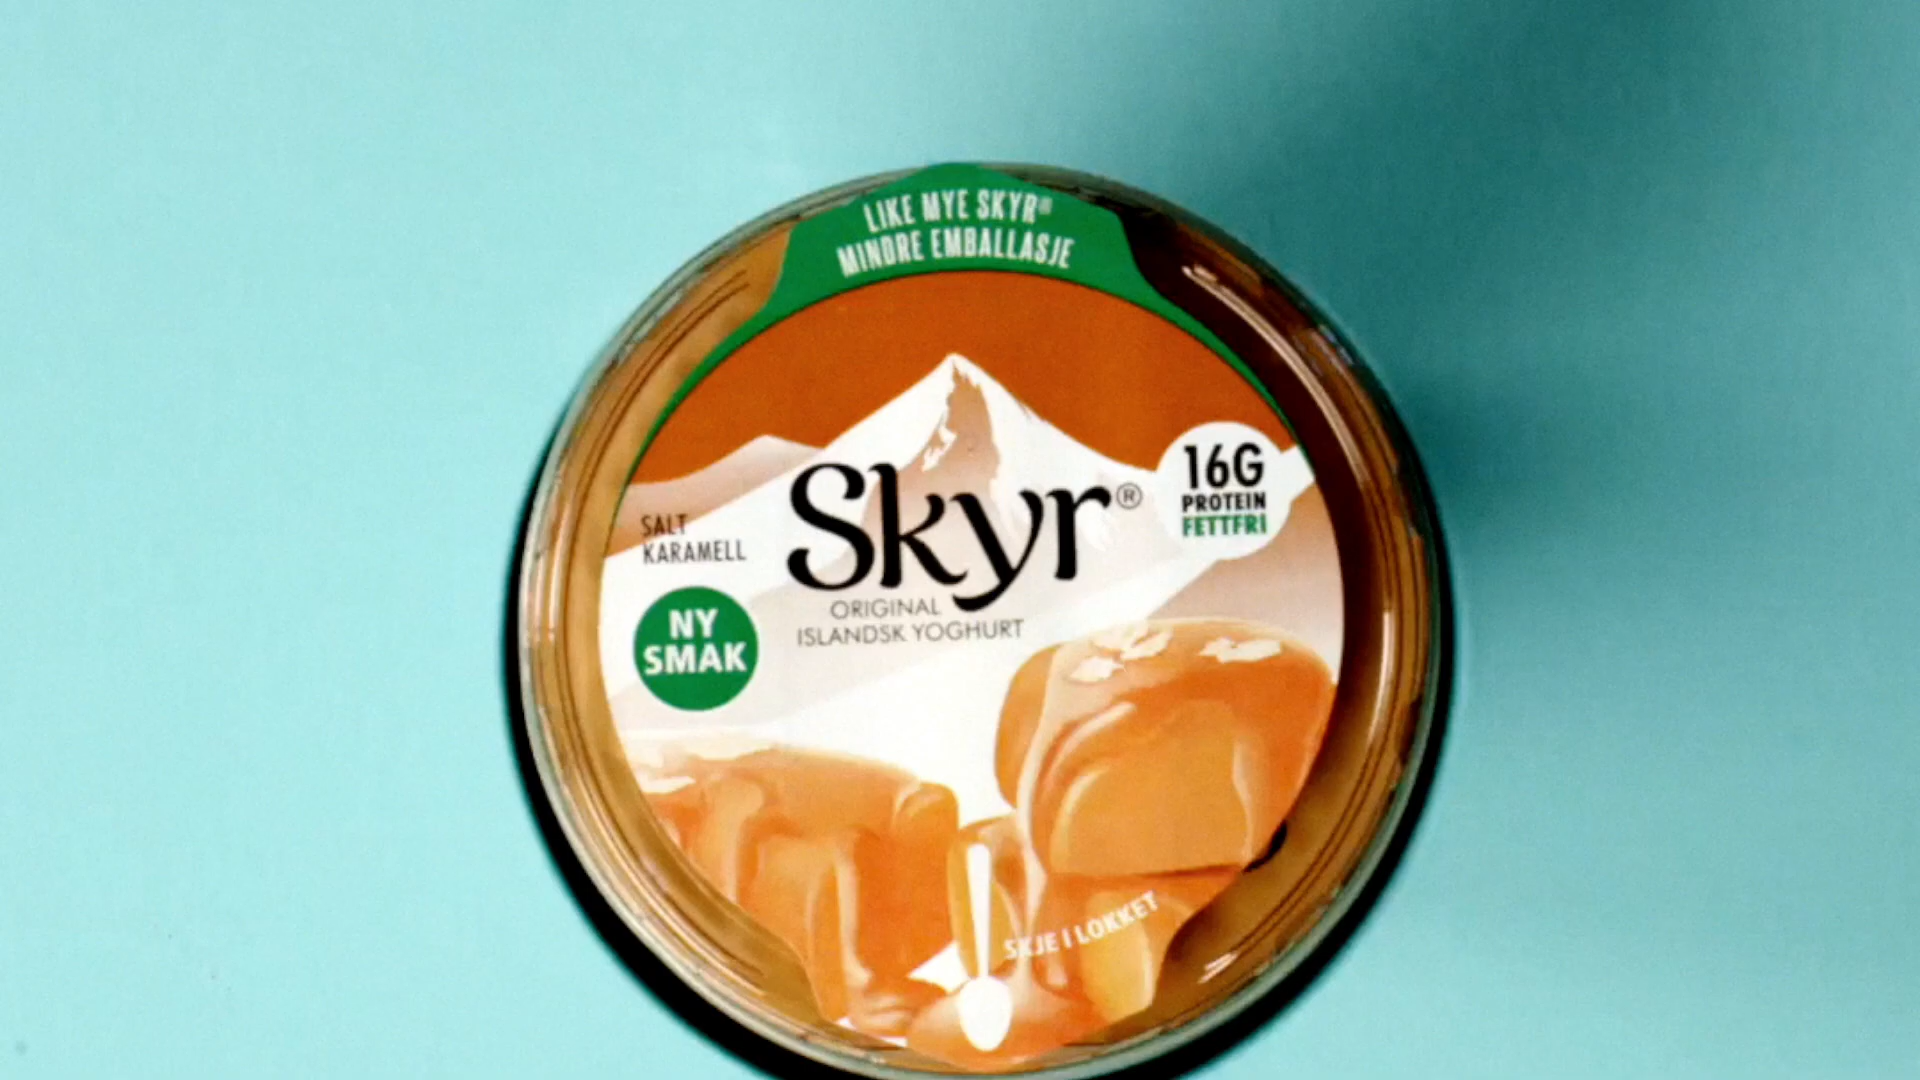 LIKE MYE SKYR®
MINDRE EMBALLASJE
Skyr®
16G
PROTEIN
FETTFRI
SALT
KARAMELL
NY
SMAK
ORIGINAL
ISLANDSK YOGHURT
SKJE I LOKKET